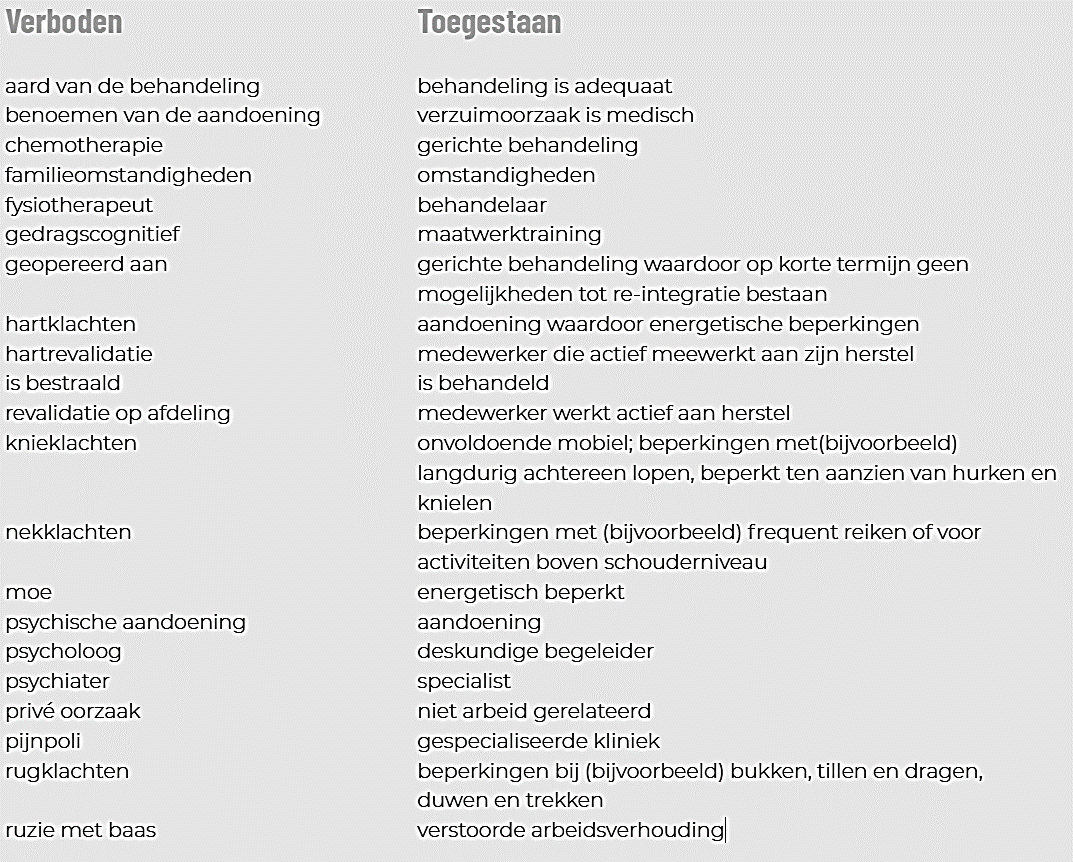 Verboden Toegestaan
aard van de behandeling behandeling is adequaat
benoemen van de aandoening verzuimoorzaak is medisch
chemotherapie gerichte behandeling
familieomstandigheden omstandigheden
fysiotherapeut behandelaar
gedragscognitief maatwerktraining
geopereerd aan gerichte behandeling waardoor op korte termijn geen
mogelijkheden tot re-integratie bestaan
hartklachten aandoening waardoor energetische beperkingen
hartrevalidatie medewerker die actief meewerkt aan zijn herstel
is bestraald is behandeld
revalidatie op afdeling medewerker werkt actief aan herstel
knieklachten onvoldoende mobiel; beperkingen met(bijvoorbeeld)
langdurig achtereen lopen, beperkt ten aanzien van hurken en
knielen
nekklachten beperkingen met (bijvoorbeeld) frequent reiken of voor
activiteiten boven schouderniveau
moe energetisch beperkt
psychische aandoening aandoening
psycholoog deskundige begeleider
psychiater specialist
privé oorzaak niet arbeid gerelateerd
pijnpoli gespecialiseerde kliniek
rugklachten beperkingen bij (bijvoorbeeld) bukken, tillen en dragen,
duwen en trekken
ruzie met baas verstoorde arbeidsverhouding